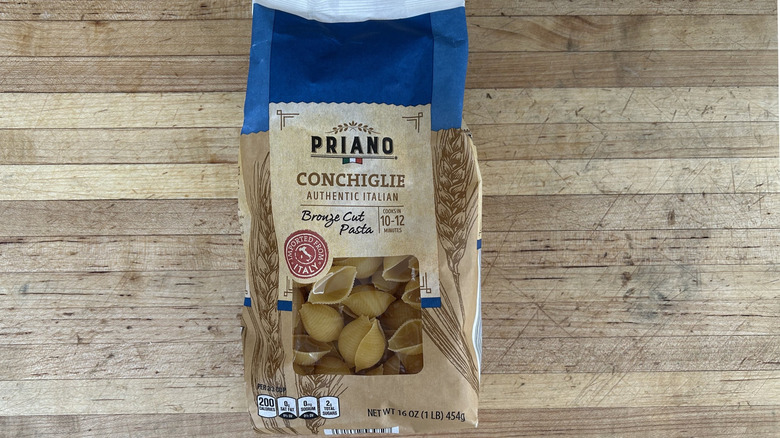 PRIANO
CONCHIGLIE
AUTHENTIC ITALIAN
Bronze Cut
Pasta
COOKS IN
10-12
MINUTES
IMPORTED FROM
ITALY
200
CALORIES
0g
SAT FAT
0mg
SODIUM
2g
TOTAL
SUGARS
NET WT 16 OZ (1 LB) 454g